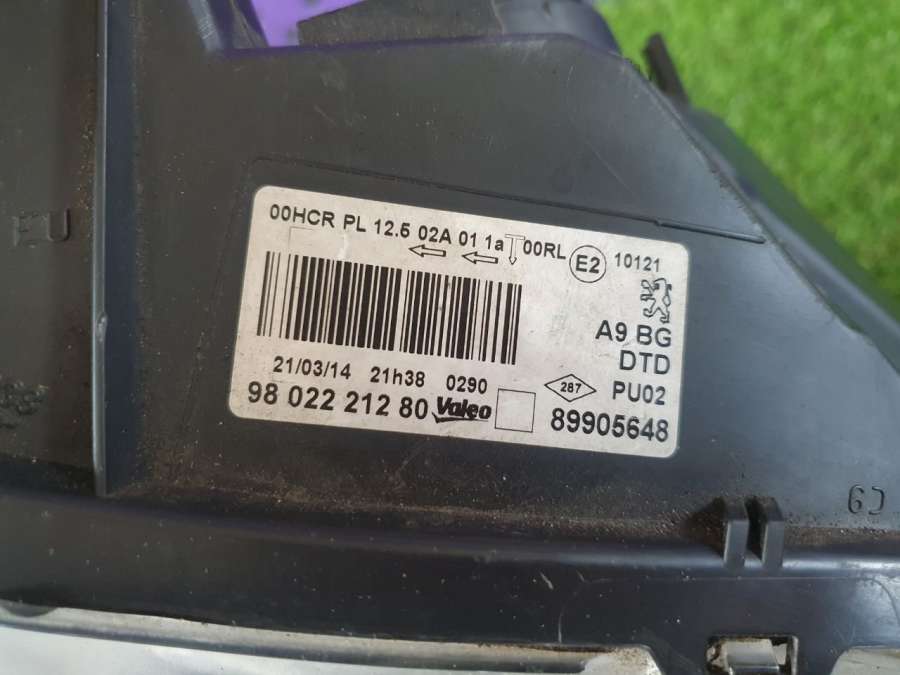 EU
00HCR PL 12.5 02A 01 1a 00RL E2 10121
A9 BG
DTD
21/03/14 21h38 0290 287 PU02
98 022 212 80 Valeo 89905648